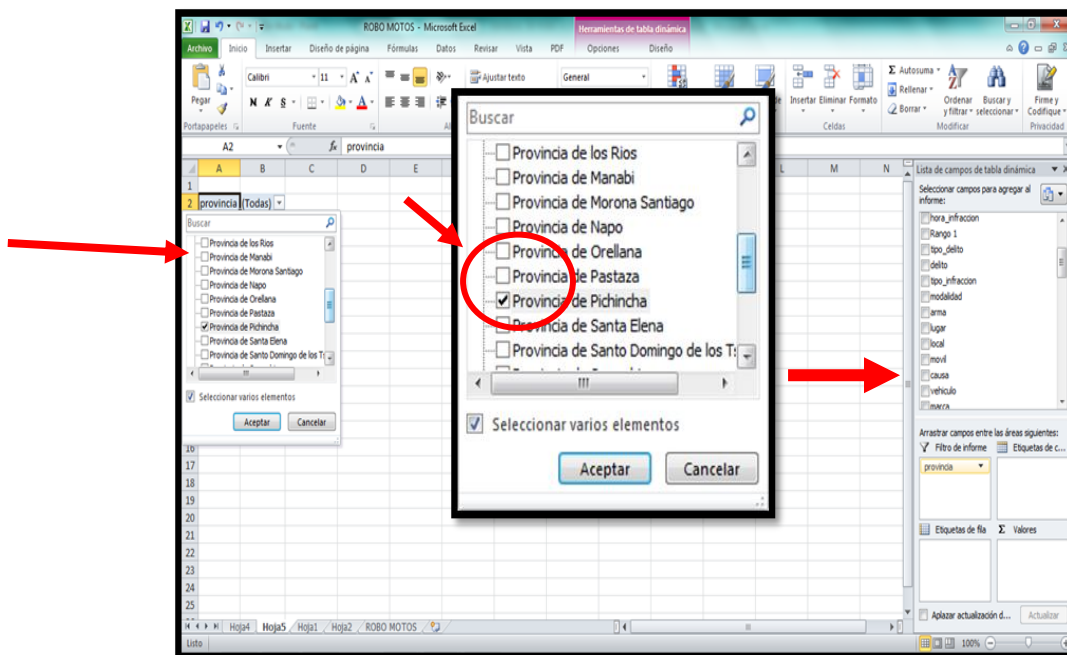 ROBO MOTOS - Microsoft Excel
Herramientas de tabla dinámica
Archivo Inicio Insertar Diseño de página Fórmulas Datos Revisar Vista PDF Opciones Diseño
Pegar
Calibri 11
N K S
Ajustar texto
General
Insertar Eliminar Formato
Σ Autosuma
Rellenar
Borrar
Ordenar y filtrar
Buscar y seleccionar
Firme y Codifique
Portapapeles Fuente Celdas Modificar Privacidad
A2 fx provincia
A B C D E L M N
1
2 provincia (Todas)
Buscar
Provincia de los Rios
Provincia de Manabi
Provincia de Morona Santiago
Provincia de Napo
Provincia de Orellana
Provincia de Pastaza
Provincia de Pichincha
Provincia de Santa Elena
Provincia de Santo Domingo de los Ts
Seleccionar varios elementos
Aceptar Cancelar
16
17
18
19
20
21
22
23
24
25
Buscar
Provincia de los Rios
Provincia de Manabi
Provincia de Morona Santiago
Provincia de Napo
Provincia de Orellana
Provincia de Pastaza
Provincia de Pichincha
Provincia de Santa Elena
Provincia de Santo Domingo de los Ts
Seleccionar varios elementos
Aceptar Cancelar
Lista de campos de tabla dinámica
Seleccionar campos para agregar al
informe:
hora_infraccion
Rango 1
tipo_delito
delito
tipo_infraccion
modalidad
arma
lugar
local
movil
causa
vehiculo
marca
Arrastrar campos entre las áreas siguientes:
Filtro de informe Etiquetas de c...
provincia
Etiquetas de fila Σ Valores
Aplazar actualización d... Actualizar
Hoja4 Hoja5 Hoja1 Hoja2 ROBO MOTOS
Listo 100%